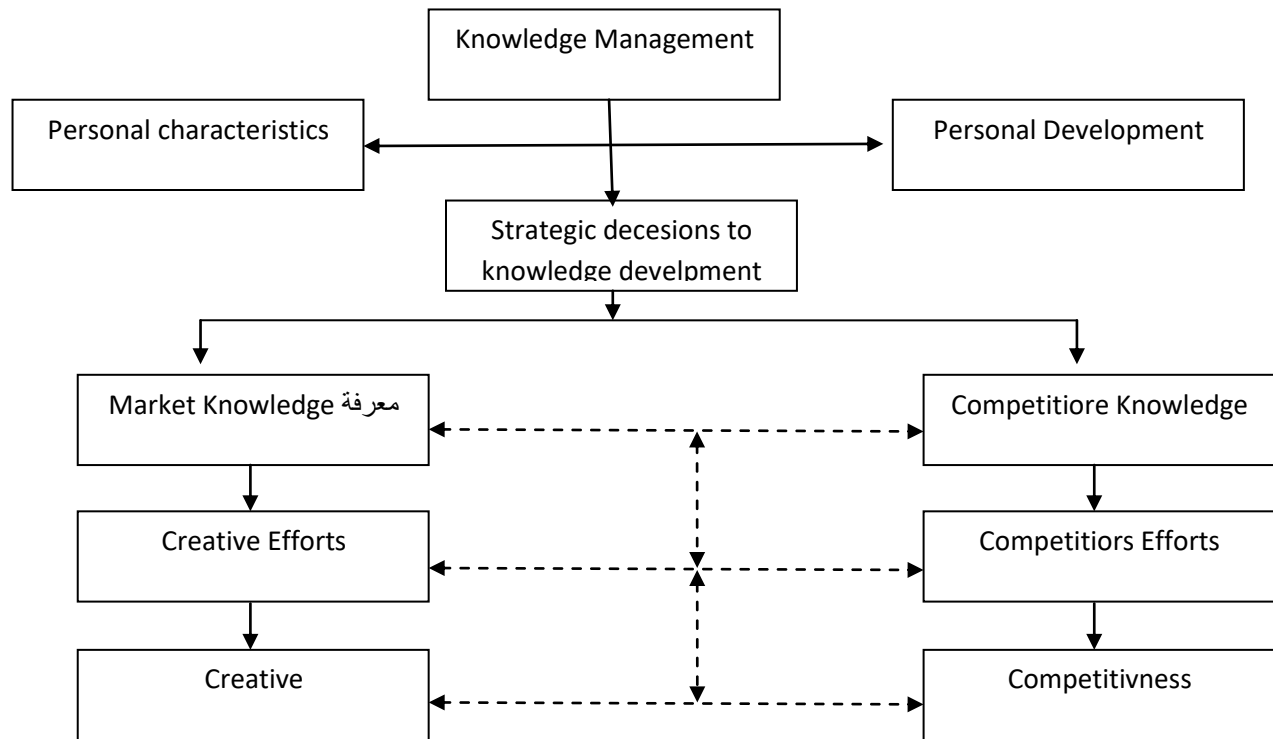 Knowledge Management
Personal characteristics
Personal Development
Strategic decesions to
knowledge develpment
Market Knowledge معرفة
Competitiore Knowledge
Creative Efforts
Competitiors Efforts
Creative
Competitivness